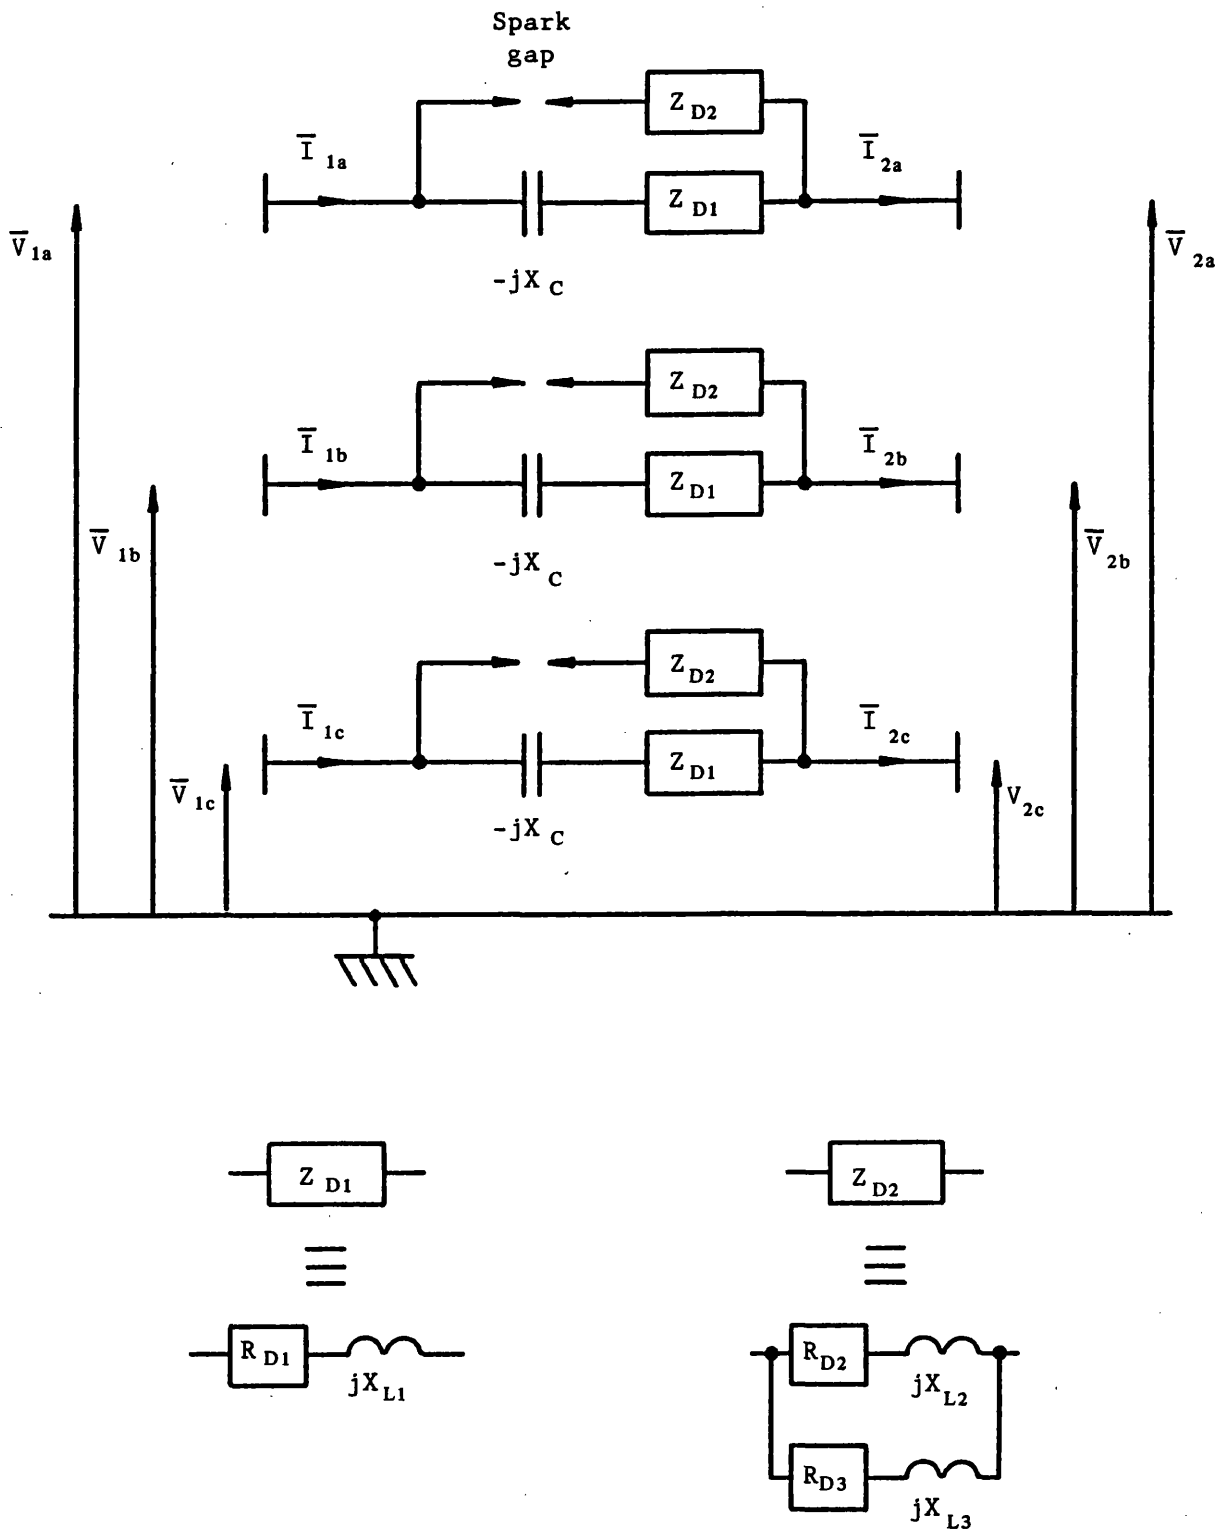 Spark
gap
Z D2
I 1a
I 2a
Z D1
V 1a
V 2a
-jX C
Z D2
I 1b
I 2b
Z D1
V 1b
V 2b
-jX C
Z D2
I 1c
I 2c
Z D1
V 1c
V 2c
-jX C
Z D1
Z D2
R D1
jX L1
R D2
jX L2
R D3
jX L3